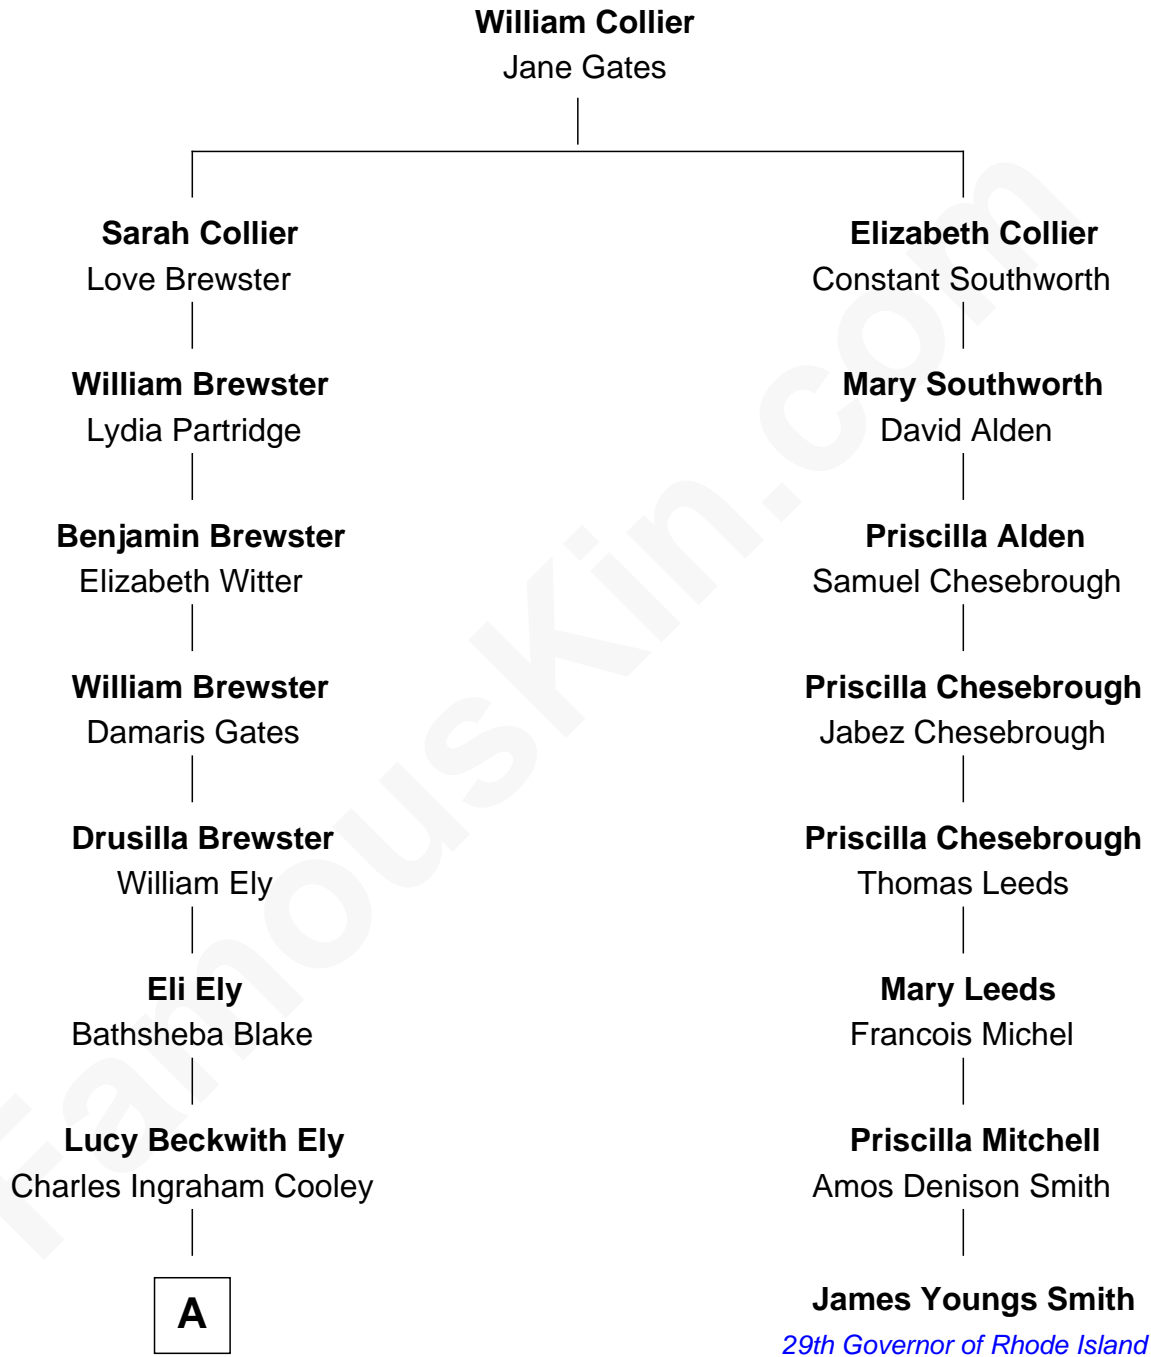 William Collier
Jane Gates
Sarah Collier
Love Brewster
Elizabeth Collier
Constant Southworth
William Brewster
Lydia Partridge
Mary Southworth
David Alden
Benjamin Brewster
Elizabeth Witter
Priscilla Alden
Samuel Chesebrough
William Brewster
Damaris Gates
Priscilla Chesebrough
Jabez Chesebrough
Drusilla Brewster
William Ely
Priscilla Chesebrough
Thomas Leeds
Eli Ely
Bathsheba Blake
Mary Leeds
Francois Michel
Lucy Beckwith Ely
Charles Ingraham Cooley
Priscilla Mitchell
Amos Denison Smith
A
James Youngs Smith
29th Governor of Rhode Island
FamousKin.com